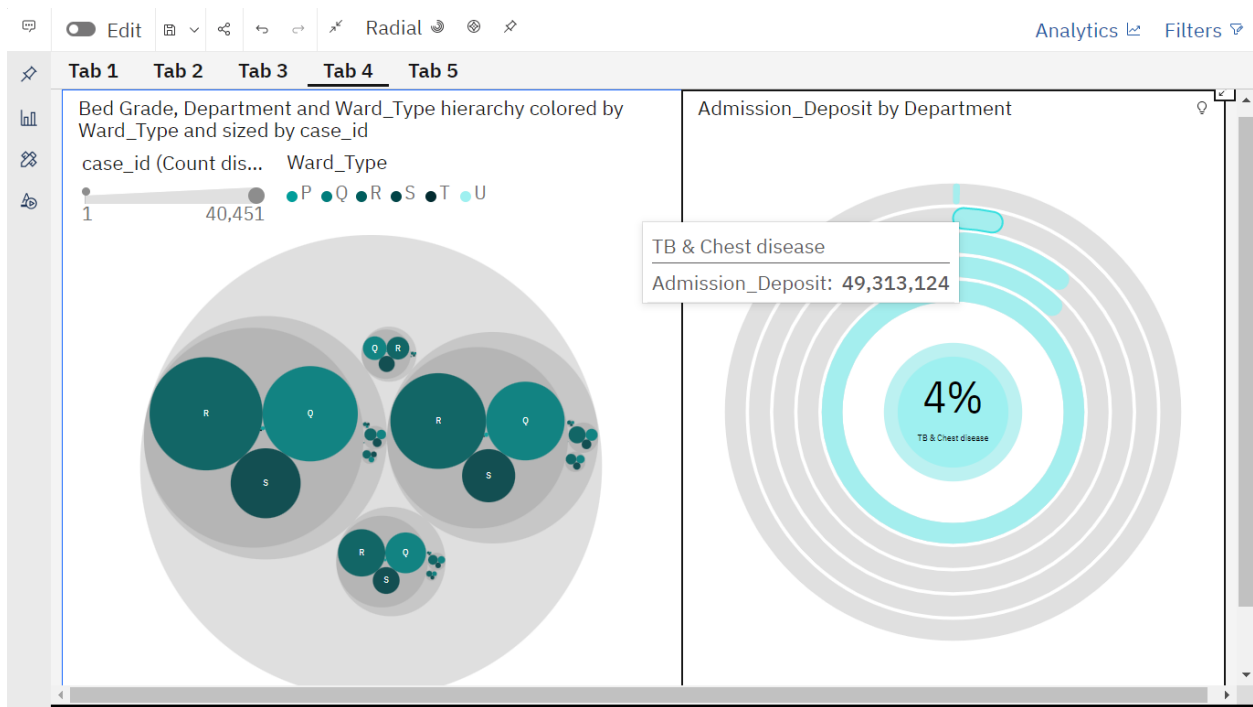 Edit
Radial
Analytics
Filters
Tab 1 Tab 2 Tab 3 Tab 4 Tab 5
Bed Grade, Department and Ward_Type hierarchy colored by
Ward_Type and sized by case_id
case_id (Count dis...
1 40,451
Ward_Type
P Q R S T U
Q R
R Q
S
R Q
S
R Q
S
Admission_Deposit by Department
TB & Chest disease
Admission_Deposit: 49,313,124
4%
TB & Chest disease